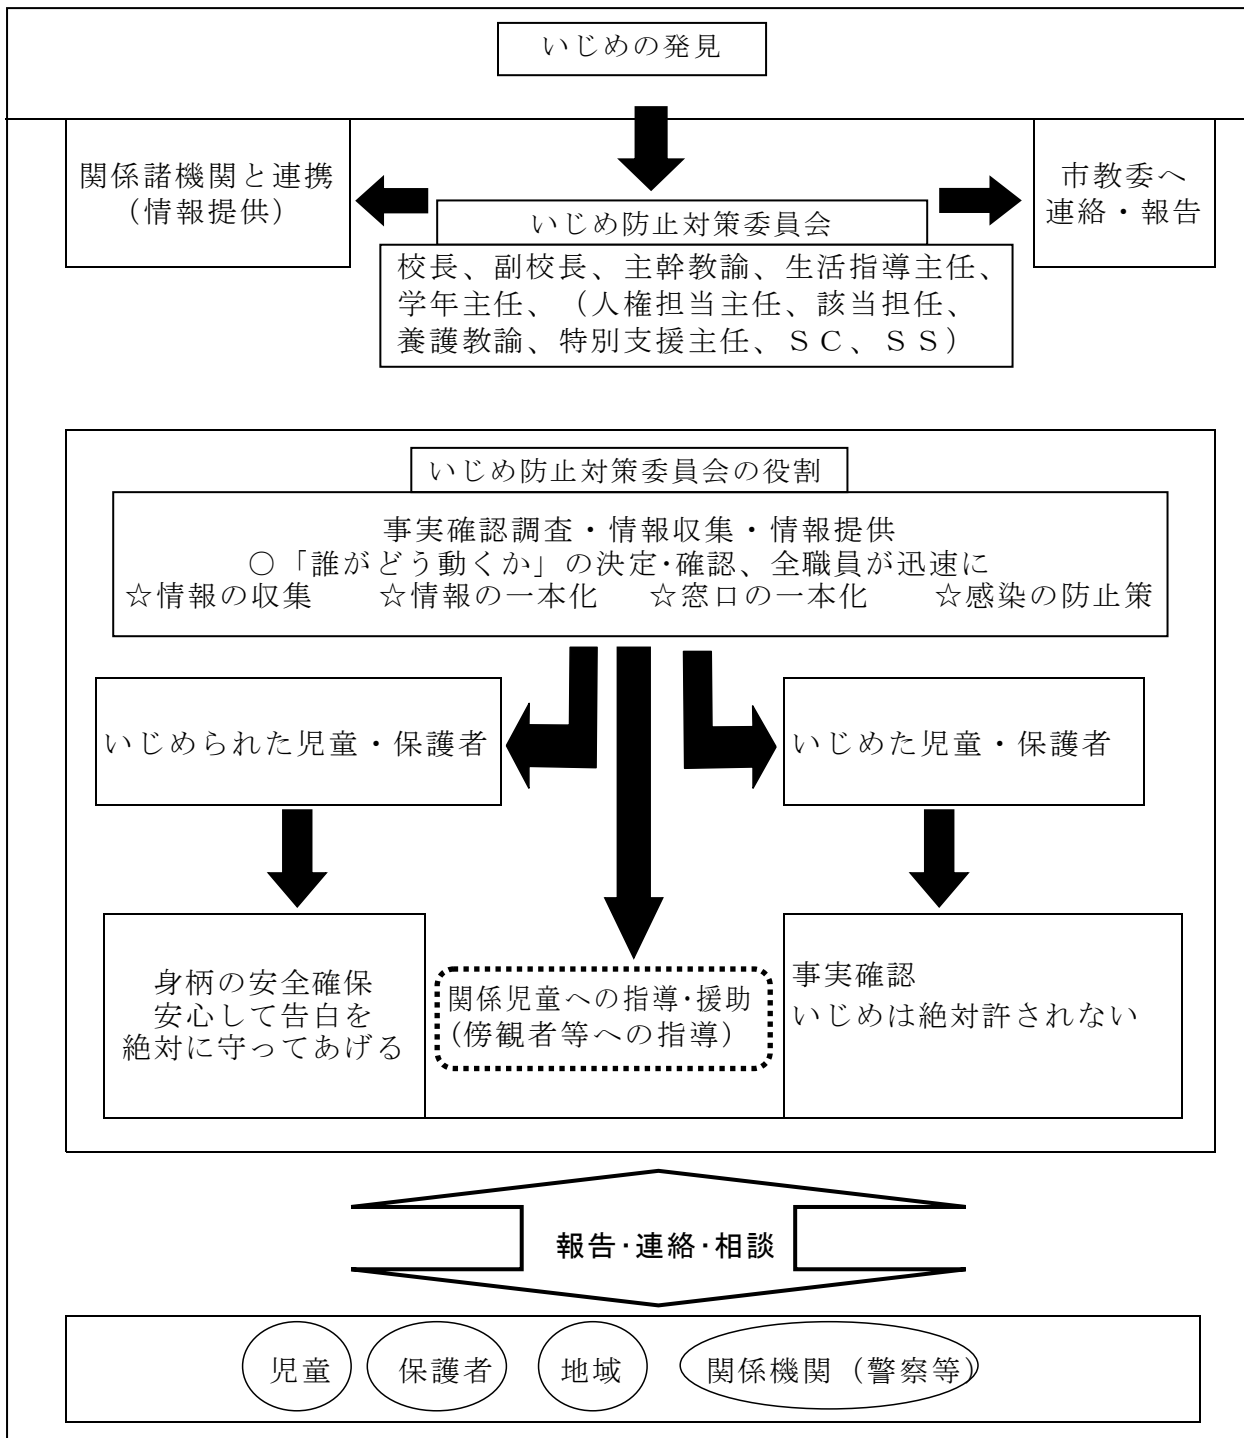 いじめの発見
関係諸機関と連携
（情報提供）
市教委へ
連絡・報告
いじめ防止対策委員会
校長、副校長、主幹教諭、生活指導主任、
学年主任、（人権担当主任、該当担任、
養護教諭、特別支援主任、ＳＣ、ＳＳ）
いじめ防止対策委員会の役割
事実確認調査・情報収集・情報提供
○「誰がどう動くか」の決定・確認、全職員が迅速に
☆情報の収集　☆情報の一本化　☆窓口の一本化　☆感染の防止策
いじめられた児童・保護者
いじめた児童・保護者
身柄の安全確保
安心して告白を
絶対に守ってあげる
関係児童への指導・援助
（傍観者等への指導）
事実確認
いじめは絶対許されない
報告・連絡・相談
児童　保護者　地域　関係機関（警察等）